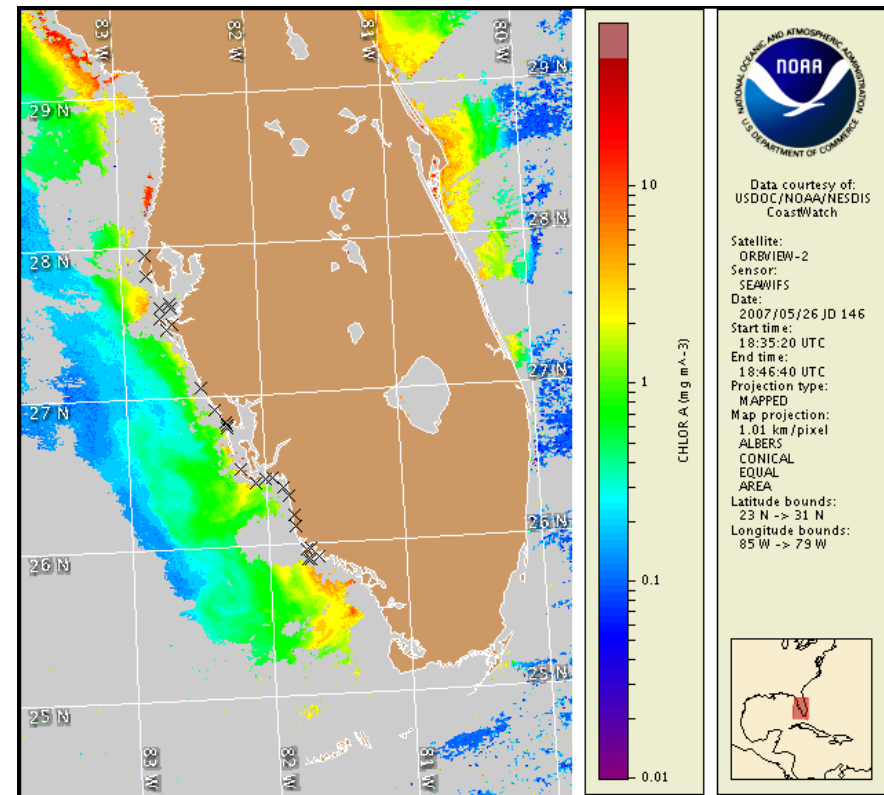 83 W
82 W
81 W
80 W
29 N
29 N
28 N
28 N
27 N
27 N
26 N
26 N
25 N
25 N
83 W
82 W
81 W
10
1
0.1
0.01
CHLOR A (mg m^-3)
NATIONAL OCEANIC AND ATMOSPHERIC ADMINISTRATION
NOAA
U.S. DEPARTMENT OF COMMERCE
Data courtesy of:
USDOC/NOAA/NESDIS
CoastWatch
Satellite:
ORBVIEW-2
Sensor:
SEAWIFS
Date:
2007/05/26 JD 146
Start time:
18:35:20 UTC
End time:
18:46:40 UTC
Projection type:
MAPPED
Map projection:
1.01 km/pixel
ALBERS
CONICAL
EQUAL
AREA
Latitude bounds:
23 N -> 31 N
Longitude bounds:
85 W -> 79 W